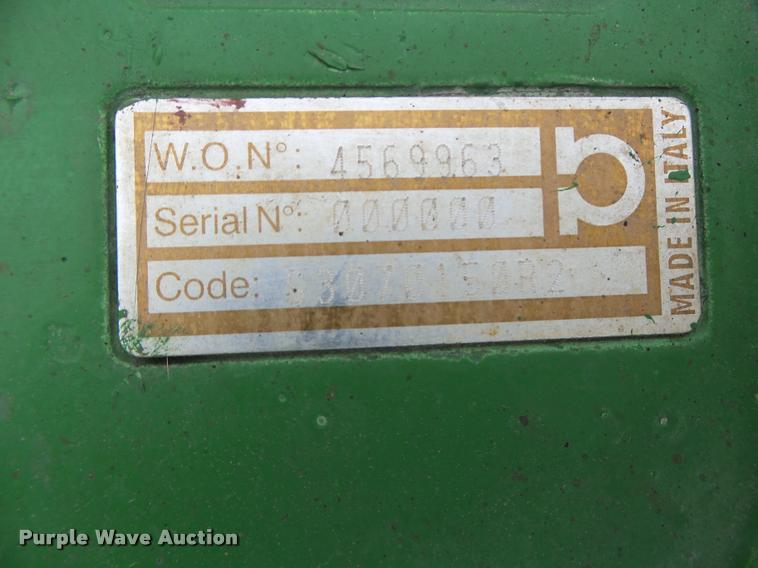 W.O.N°: 4569963
Serial N°: 000000
Code:
MADE IN ITALY
Purple Wave Auction